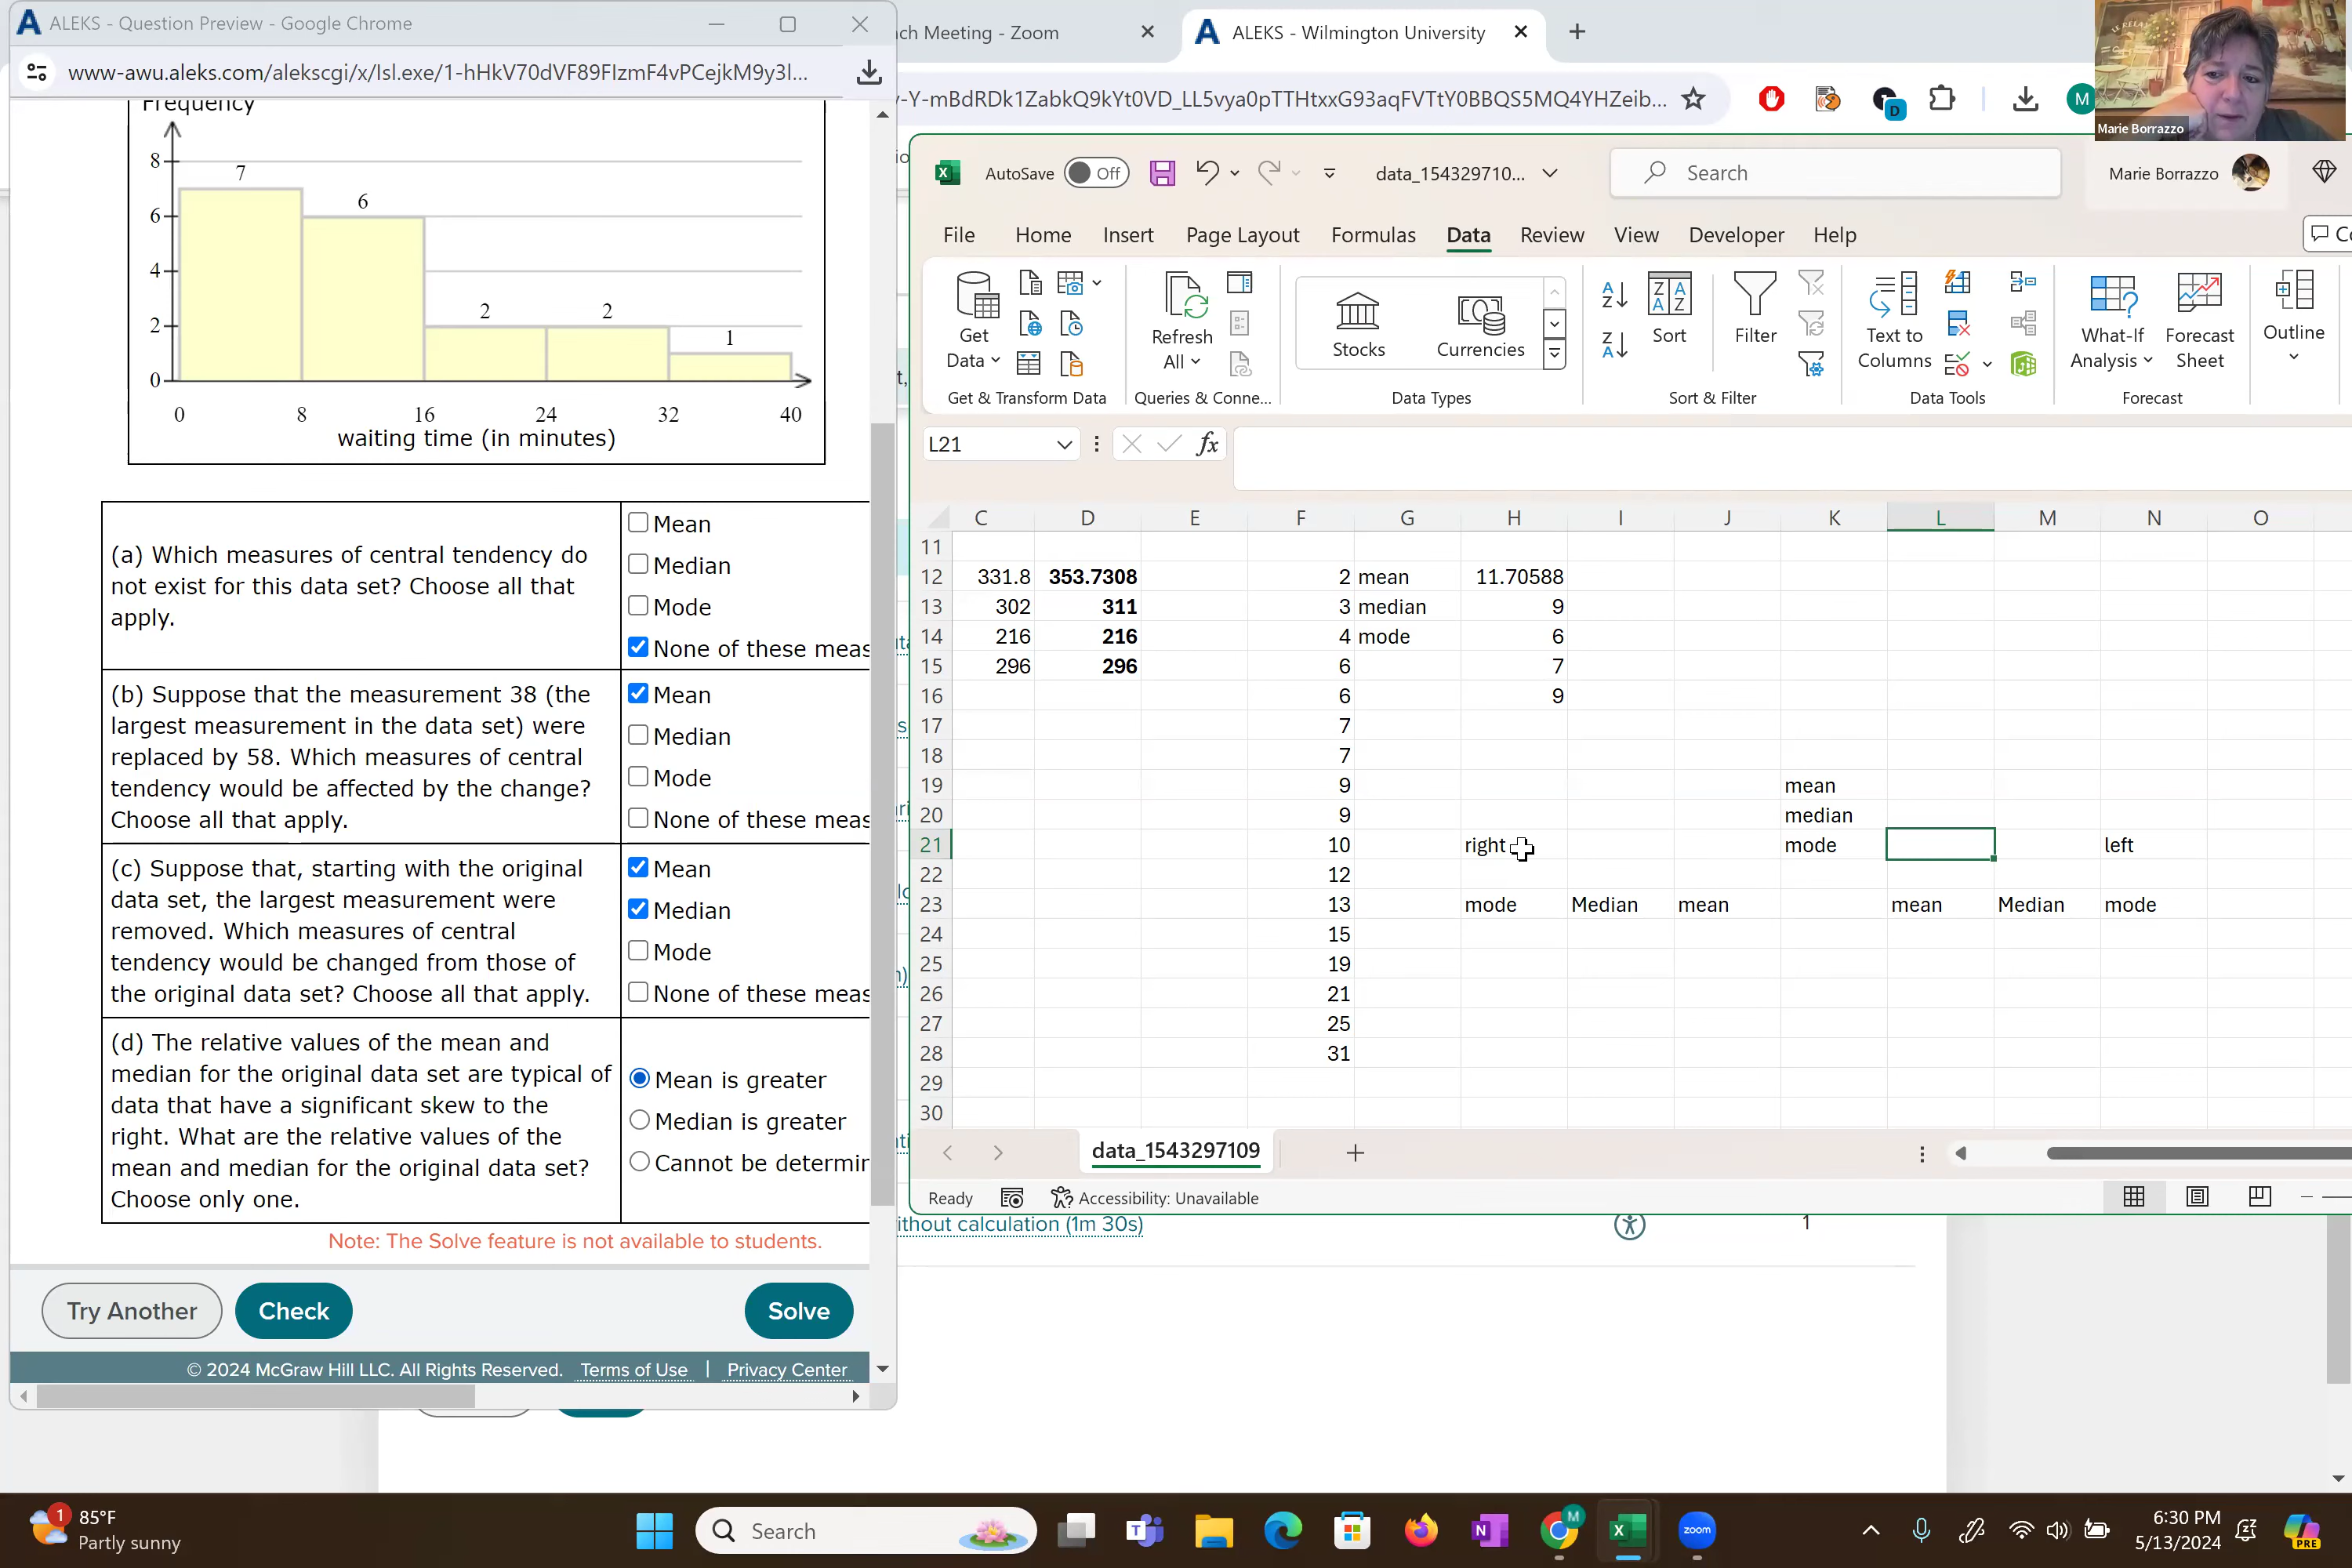 ALEKS - Question Preview - Google Chrome
www-awu.aleks.com/alekscgi/x/Isl.exe/1-hHkV70dVF89FIzmF4vPCejkM9y3l...
Frequency
8
7
6
6
4
2
2
2
1
0
0 8 16 24 32 40
waiting time (in minutes)
(a) Which measures of central tendency do
not exist for this data set? Choose all that
apply.
Mean
Median
Mode
None of these meas
(b) Suppose that the measurement 38 (the
largest measurement in the data set) were
replaced by 58. Which measures of central
tendency would be affected by the change?
Choose all that apply.
Mean
Median
Mode
None of these meas
(c) Suppose that, starting with the original
data set, the largest measurement were
removed. Which measures of central
tendency would be changed from those of
the original data set? Choose all that apply.
Mean
Median
Mode
None of these meas
(d) The relative values of the mean and
median for the original data set are typical of
data that have a significant skew to the
right. What are the relative values of the
mean and median for the original data set?
Choose only one.
Mean is greater
Median is greater
Cannot be determin
Note: The Solve feature is not available to students.
Try Another Check Solve
© 2024 McGraw Hill LLC. All Rights Reserved. Terms of Use | Privacy Center
ch Meeting - Zoom
ALEKS - Wilmington University
-Y-mBdRDk1ZabkQ9kYt0VD_LL5vya0pTTHtxxG93aqFVTtY0BBQS5MQ4YHZeib...
D
M
Marie Borrazzo
AutoSave Off data_154329710... Search Marie Borrazzo
File Home Insert Page Layout Formulas Data Review View Developer Help
Get Data
Refresh All
Stocks Currencies
Sort Filter
Text to Columns
What-If Analysis
Forecast Sheet
Outline
Get & Transform Data Queries & Conne... Data Types Sort & Filter Data Tools Forecast
L21 fx
C D E F G H I J K L M N O
11
12 331.8 353.7308 2 mean 11.70588
13 302 311 3 median 9
14 216 216 4 mode 6
15 296 296 6 7
16 6 9
17 7
18 7
19 9 mean
20 9 median
21 10 right mode left
22 12
23 13 mode Median mean mean Median mode
24 15
25 19
26 21
27 25
28 31
29
30
data_1543297109
Ready Accessibility: Unavailable
ithout calculation (1m 30s) 1
1
85°F
Partly sunny
Search
zoom
6:30 PM
5/13/2024
PRE